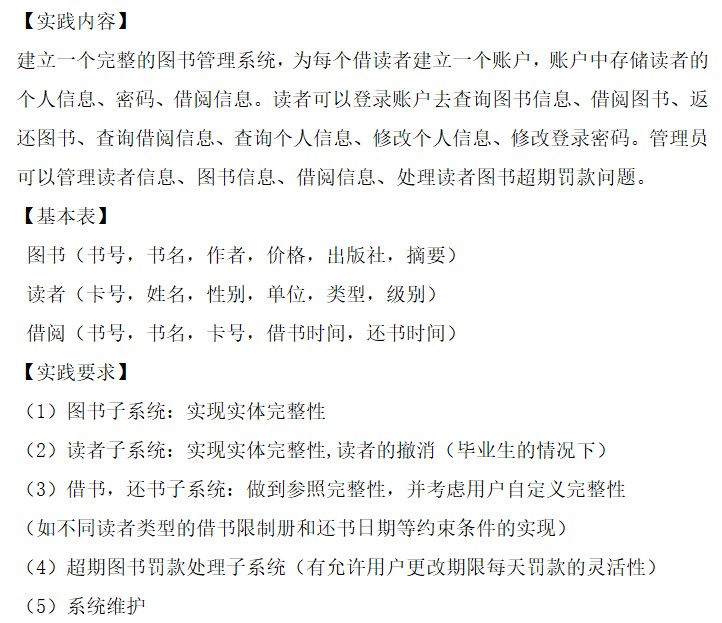 【实践内容】
建立一个完整的图书管理系统，为每个借读者建立一个账户，账户中存储读者的
个人信息、密码、借阅信息。读者可以登录账户去查询图书信息、借阅图书、返
还图书、查询借阅信息、查询个人信息、修改个人信息、修改登录密码。管理员
可以管理读者信息、图书信息、借阅信息、处理读者图书超期罚款问题。
【基本表】
图书（书号，书名，作者，价格，出版社，摘要）
读者（卡号，姓名，性别，单位，类型，级别）
借阅（书号，书名，卡号，借书时间，还书时间）
【实践要求】
（1）图书子系统：实现实体完整性
（2）读者子系统：实现实体完整性,读者的撤消（毕业生的情况下）
（3）借书，还书子系统：做到参照完整性，并考虑用户自定义完整性
（如不同读者类型的借书限制册和还书日期等约束条件的实现）
（4）超期图书罚款处理子系统（有允许用户更改期限每天罚款的灵活性）
（5）系统维护